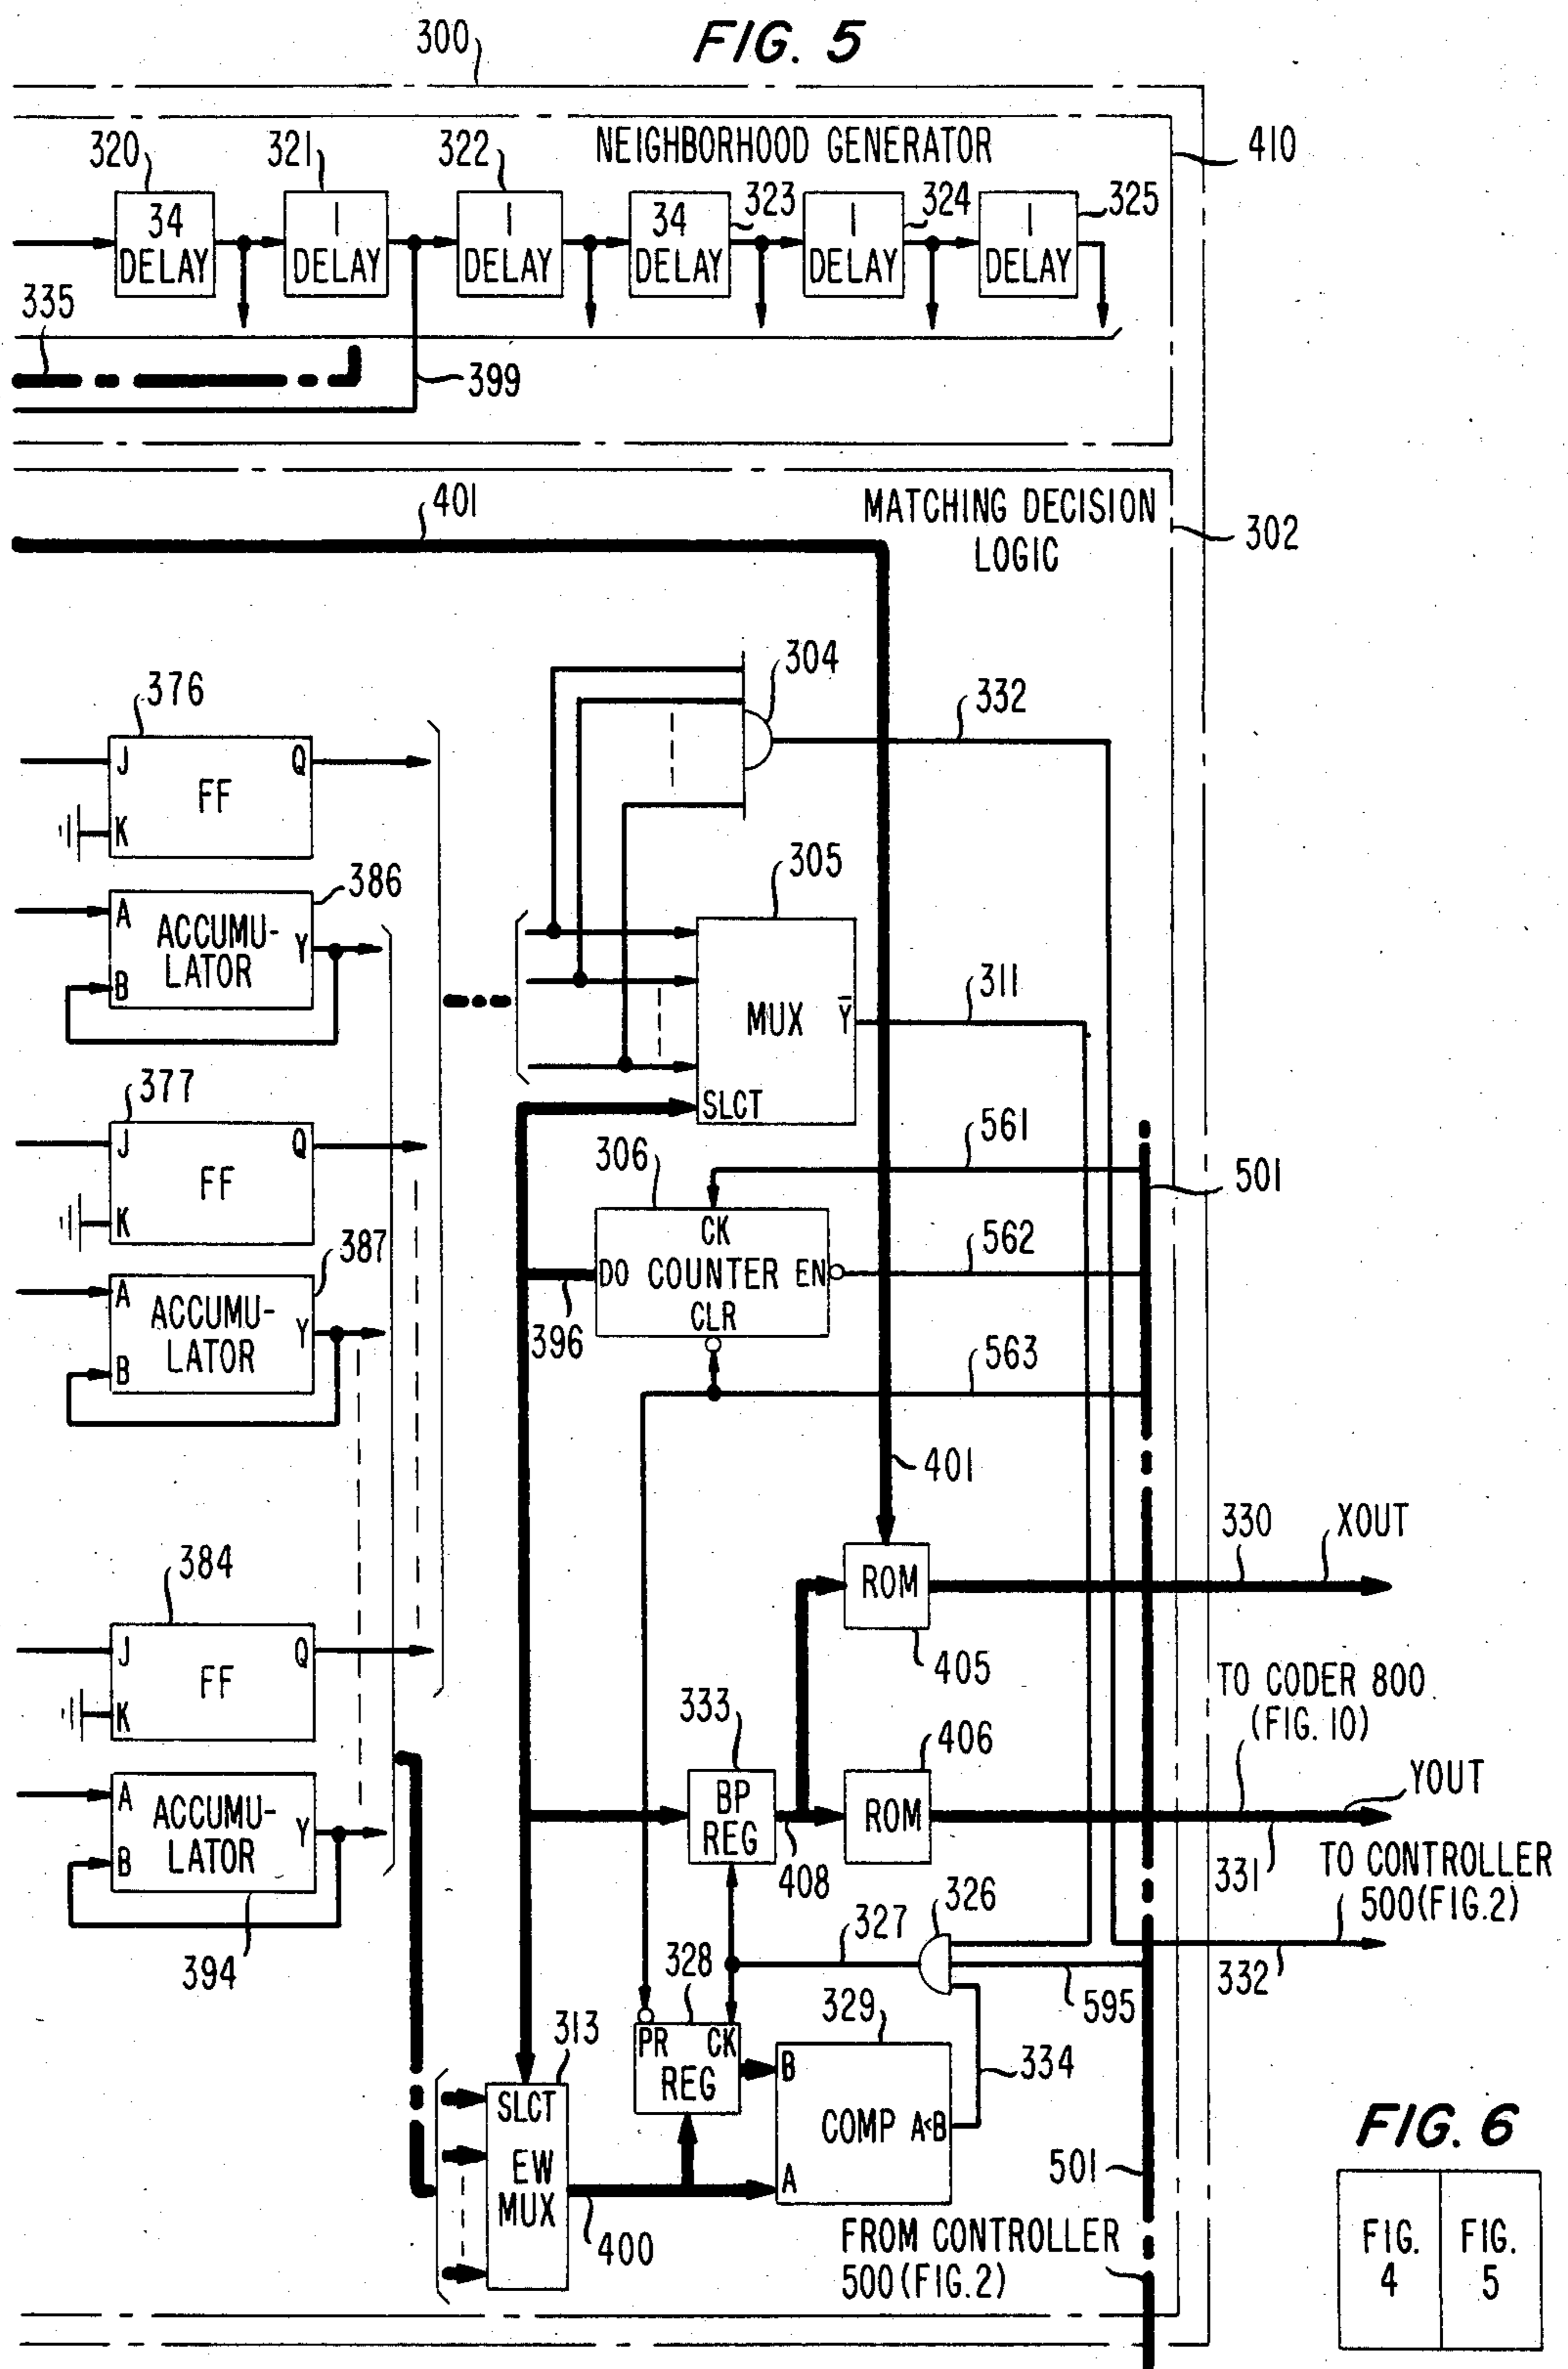 FIG. 5
300
410
NEIGHBORHOOD GENERATOR
320
321
322
323
324
325
34
DELAY
1
DELAY
1
DELAY
34
DELAY
1
DELAY
1
DELAY
335
399
401
MATCHING DECISION
LOGIC
302
304
332
376
J
Q
FF
K
386
A
ACCUMU-
LATOR
Y
B
305
MUX
Y̅
SLCT
311
377
J
Q
FF
K
561
501
306
CK
DO COUNTER EN
CLR
562
396
387
A
ACCUMU-
LATOR
Y
B
563
401
330
XOUT
ROM
405
384
J
Q
FF
K
TO CODER 800
(FIG. 10)
333
BP
REG
408
406
ROM
YOUT
331
A
ACCUMU-
LATOR
Y
B
394
TO CONTROLLER
500 (FIG. 2)
332
326
327
595
328
PR CK
REG
329
B
COMP A<B
A
334
313
SLCT
EW
MUX
400
501
FROM CONTROLLER
500 (FIG. 2)
FIG. 6
FIG.
4
FIG.
5